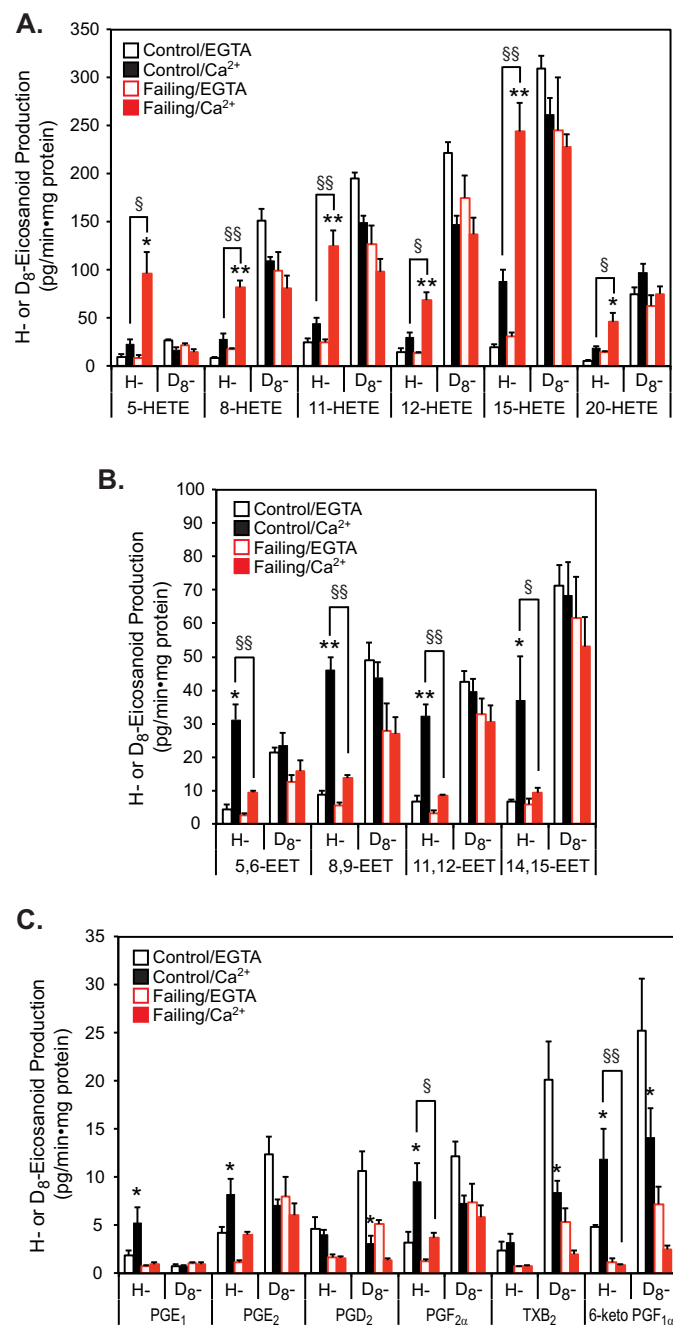 A.
H- or D₈-Eicosanoid Production
(pg/min•mg protein)
350
300
250
200
150
100
50
0
Control/EGTA
Control/Ca²⁺
Failing/EGTA
Failing/Ca²⁺
§ * §§ ** §§ ** § ** §§ ** § *
H- D₈- H- D₈- H- D₈- H- D₈- H- D₈- H- D₈-
5-HETE 8-HETE 11-HETE 12-HETE 15-HETE 20-HETE
B.
H- or D₈-Eicosanoid Production
(pg/min•mg protein)
100
90
80
70
60
50
40
30
20
10
0
Control/EGTA
Control/Ca²⁺
Failing/EGTA
Failing/Ca²⁺
§§ * §§ ** §§ ** § *
H- D₈- H- D₈- H- D₈- H- D₈-
5,6-EET 8,9-EET 11,12-EET 14,15-EET
C.
H- or D₈-Eicosanoid Production
(pg/min•mg protein)
35
30
25
20
15
10
5
0
Control/EGTA
Control/Ca²⁺
Failing/EGTA
Failing/Ca²⁺
* * * § * * §§ * *
H- D₈- H- D₈- H- D₈- H- D₈- H- D₈- H- D₈-
PGE₁ PGE₂ PGD₂ PGF₂α TXB₂ 6-keto PGF₁α